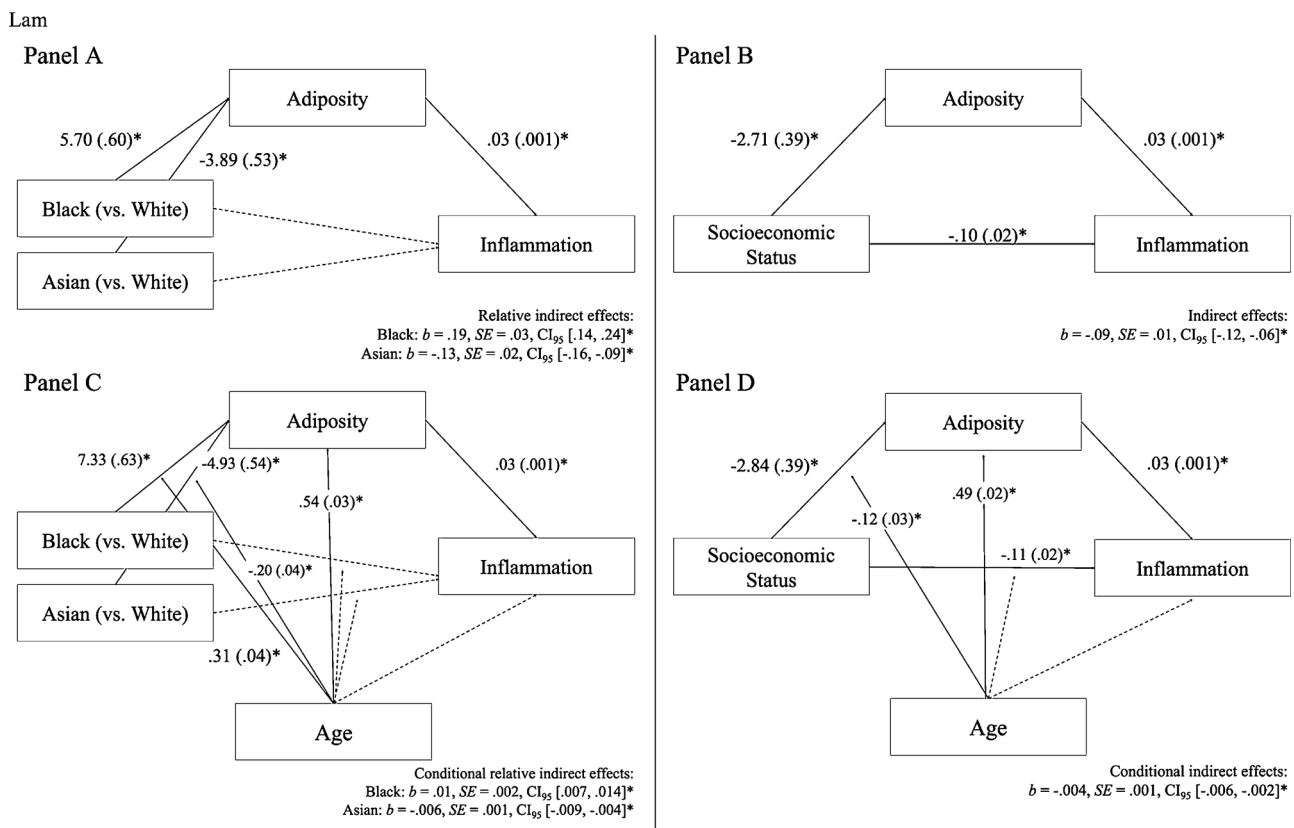 Lam
Panel A
Adiposity
5.70 (.60)*
-3.89 (.53)*
.03 (.001)*
Black (vs. White)
Asian (vs. White)
Inflammation
Relative indirect effects:
Black: b = .19, SE = .03, CI95 [.14, .24]*
Asian: b = -.13, SE = .02, CI95 [-.16, -.09]*
Panel B
Adiposity
-2.71 (.39)*
.03 (.001)*
Socioeconomic
Status
-.10 (.02)*
Inflammation
Indirect effects:
b = -.09, SE = .01, CI95 [-.12, -.06]*
Panel C
Adiposity
7.33 (.63)*
-4.93 (.54)*
.03 (.001)*
.54 (.03)*
Black (vs. White)
Asian (vs. White)
-.20 (.04)*
Inflammation
.31 (.04)*
Age
Conditional relative indirect effects:
Black: b = .01, SE = .002, CI95 [.007, .014]*
Asian: b = -.006, SE = .001, CI95 [-.009, -.004]*
Panel D
Adiposity
-2.84 (.39)*
.03 (.001)*
.49 (.02)*
-.12 (.03)*
Socioeconomic
Status
-.11 (.02)*
Inflammation
Age
Conditional indirect effects:
b = -.004, SE = .001, CI95 [-.006, -.002]*